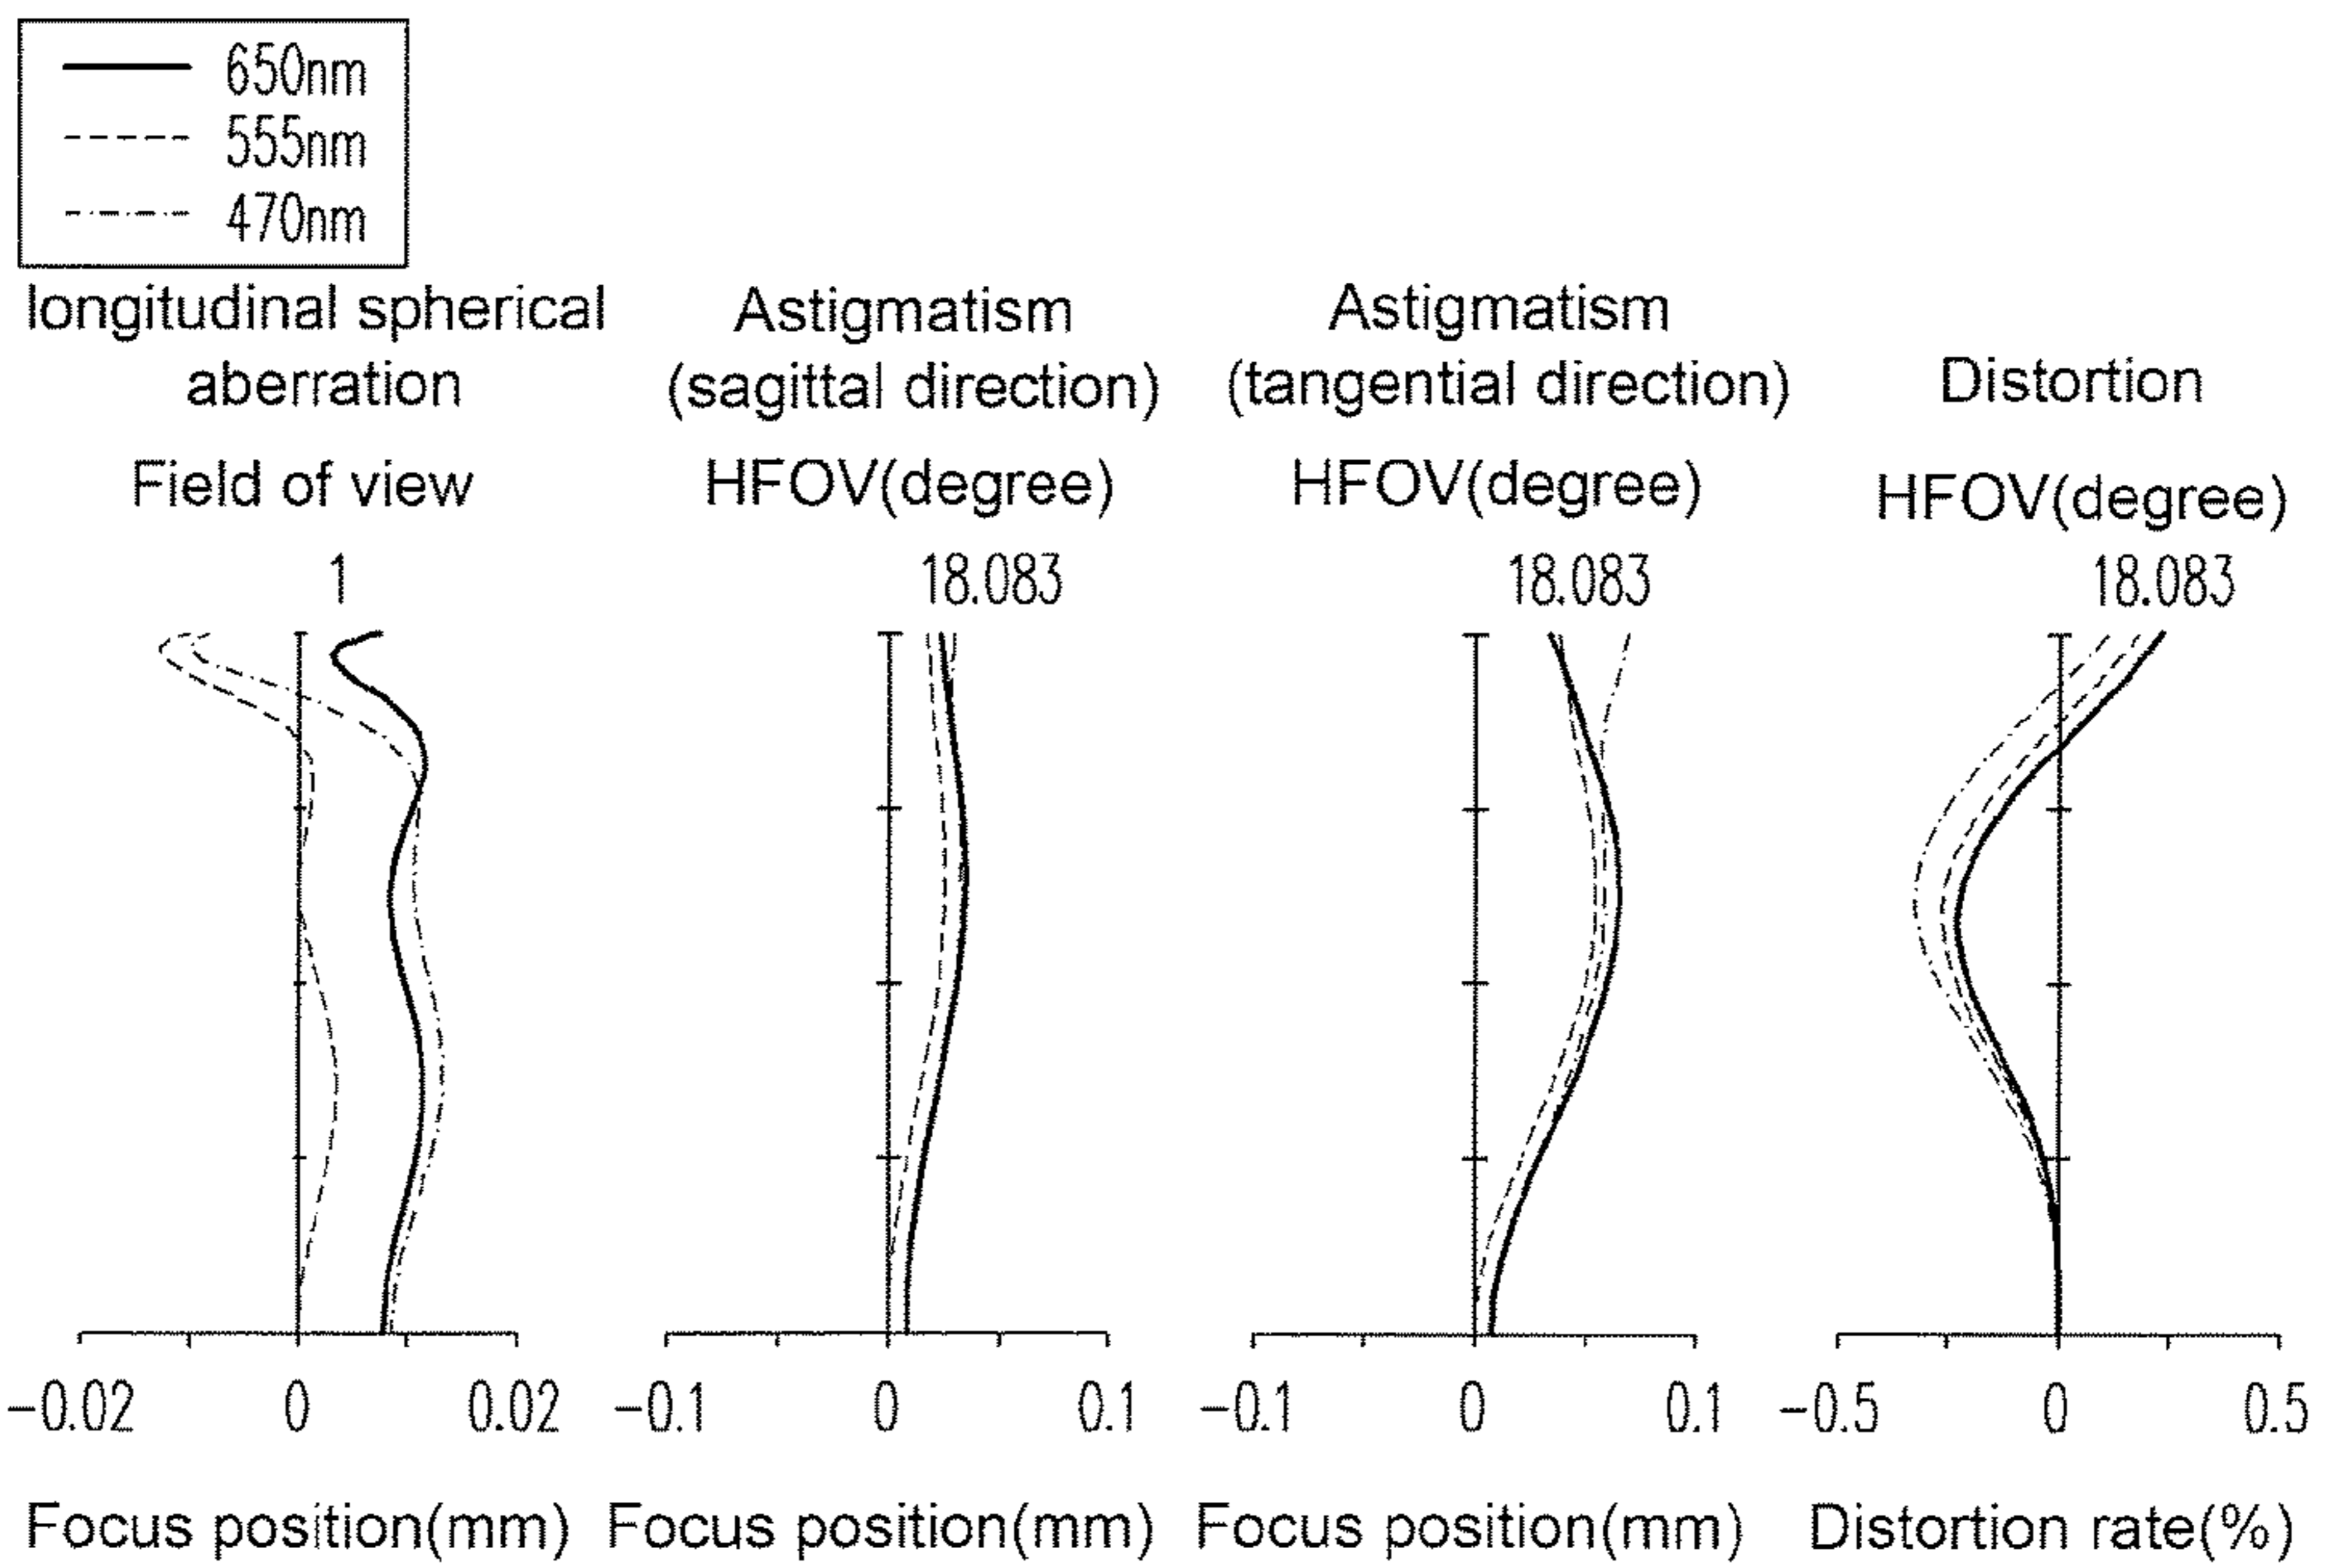 650nm
555nm
470nm
longitudinal spherical
aberration
Field of view
1
Astigmatism
(sagittal direction)
HFOV(degree)
18.083
Astigmatism
(tangential direction)
HFOV(degree)
18.083
Distortion
HFOV(degree)
18.083
−0.02 0 0.02
−0.1 0 0.1
−0.1 0 0.1
−0.5 0 0.5
Focus position(mm)
Focus position(mm)
Focus position(mm)
Distortion rate(%)